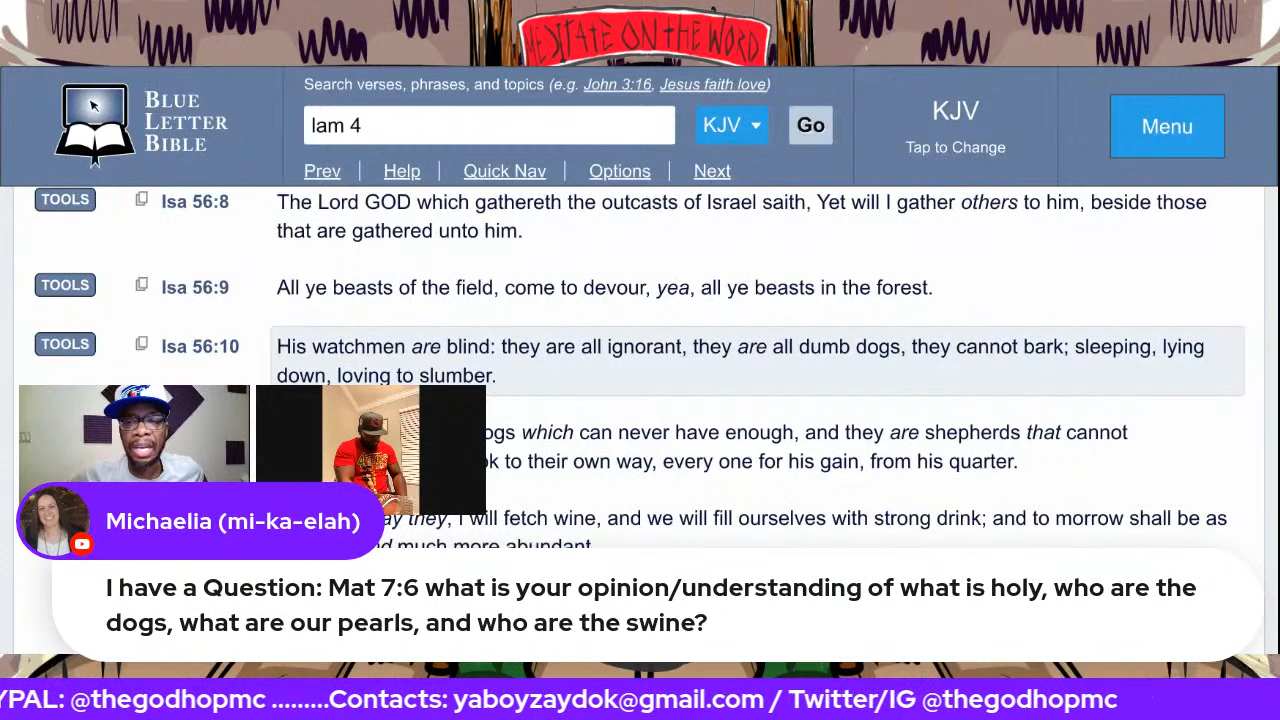 MEDITATE ON THE WORD
Search verses, phrases, and topics (e.g. John 3:16, Jesus faith love)
BLUE
LETTER
BIBLE
lam 4
KJV
Go
KJV
Tap to Change
Menu
Prev
Help
Quick Nav
Options
Next
TOOLS
Isa 56:8
The Lord GOD which gathereth the outcasts of Israel saith, Yet will I gather others to him, beside those
that are gathered unto him.
TOOLS
Isa 56:9
All ye beasts of the field, come to devour, yea, all ye beasts in the forest.
TOOLS
Isa 56:10
His watchmen are blind: they are all ignorant, they are all dumb dogs, they cannot bark; sleeping, lying
down, loving to slumber.
which can never have enough, and they are shepherds that cannot
to their own way, every one for his gain, from his quarter.
they, I will fetch wine, and we will fill ourselves with strong drink; and to morrow shall be as
much more abundant.
Michaelia (mi-ka-elah)
I have a Question: Mat 7:6 what is your opinion/understanding of what is holy, who are the
dogs, what are our pearls, and who are the swine?
YPAL: @thegodhopmc .........Contacts: yaboyzaydok@gmail.com / Twitter/IG @thegodhopmc